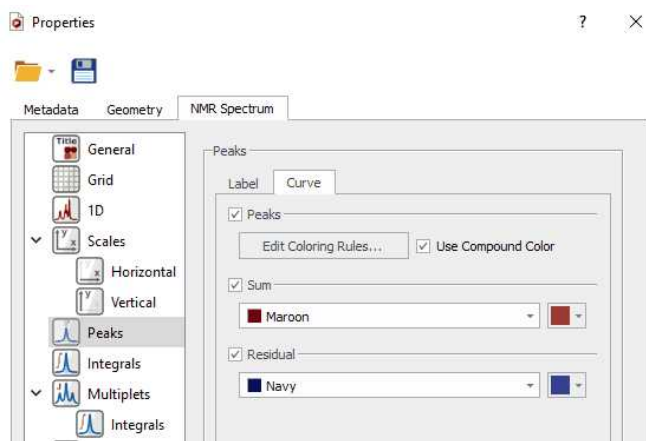 Properties
?
Metadata Geometry NMR Spectrum
Title General
Grid
1D
y x Scales
x Horizontal
y Vertical
Peaks
Integrals
Multiplets
Integrals
Peaks
Label Curve
Peaks
Edit Coloring Rules... Use Compound Color
Sum
Maroon
Residual
Navy